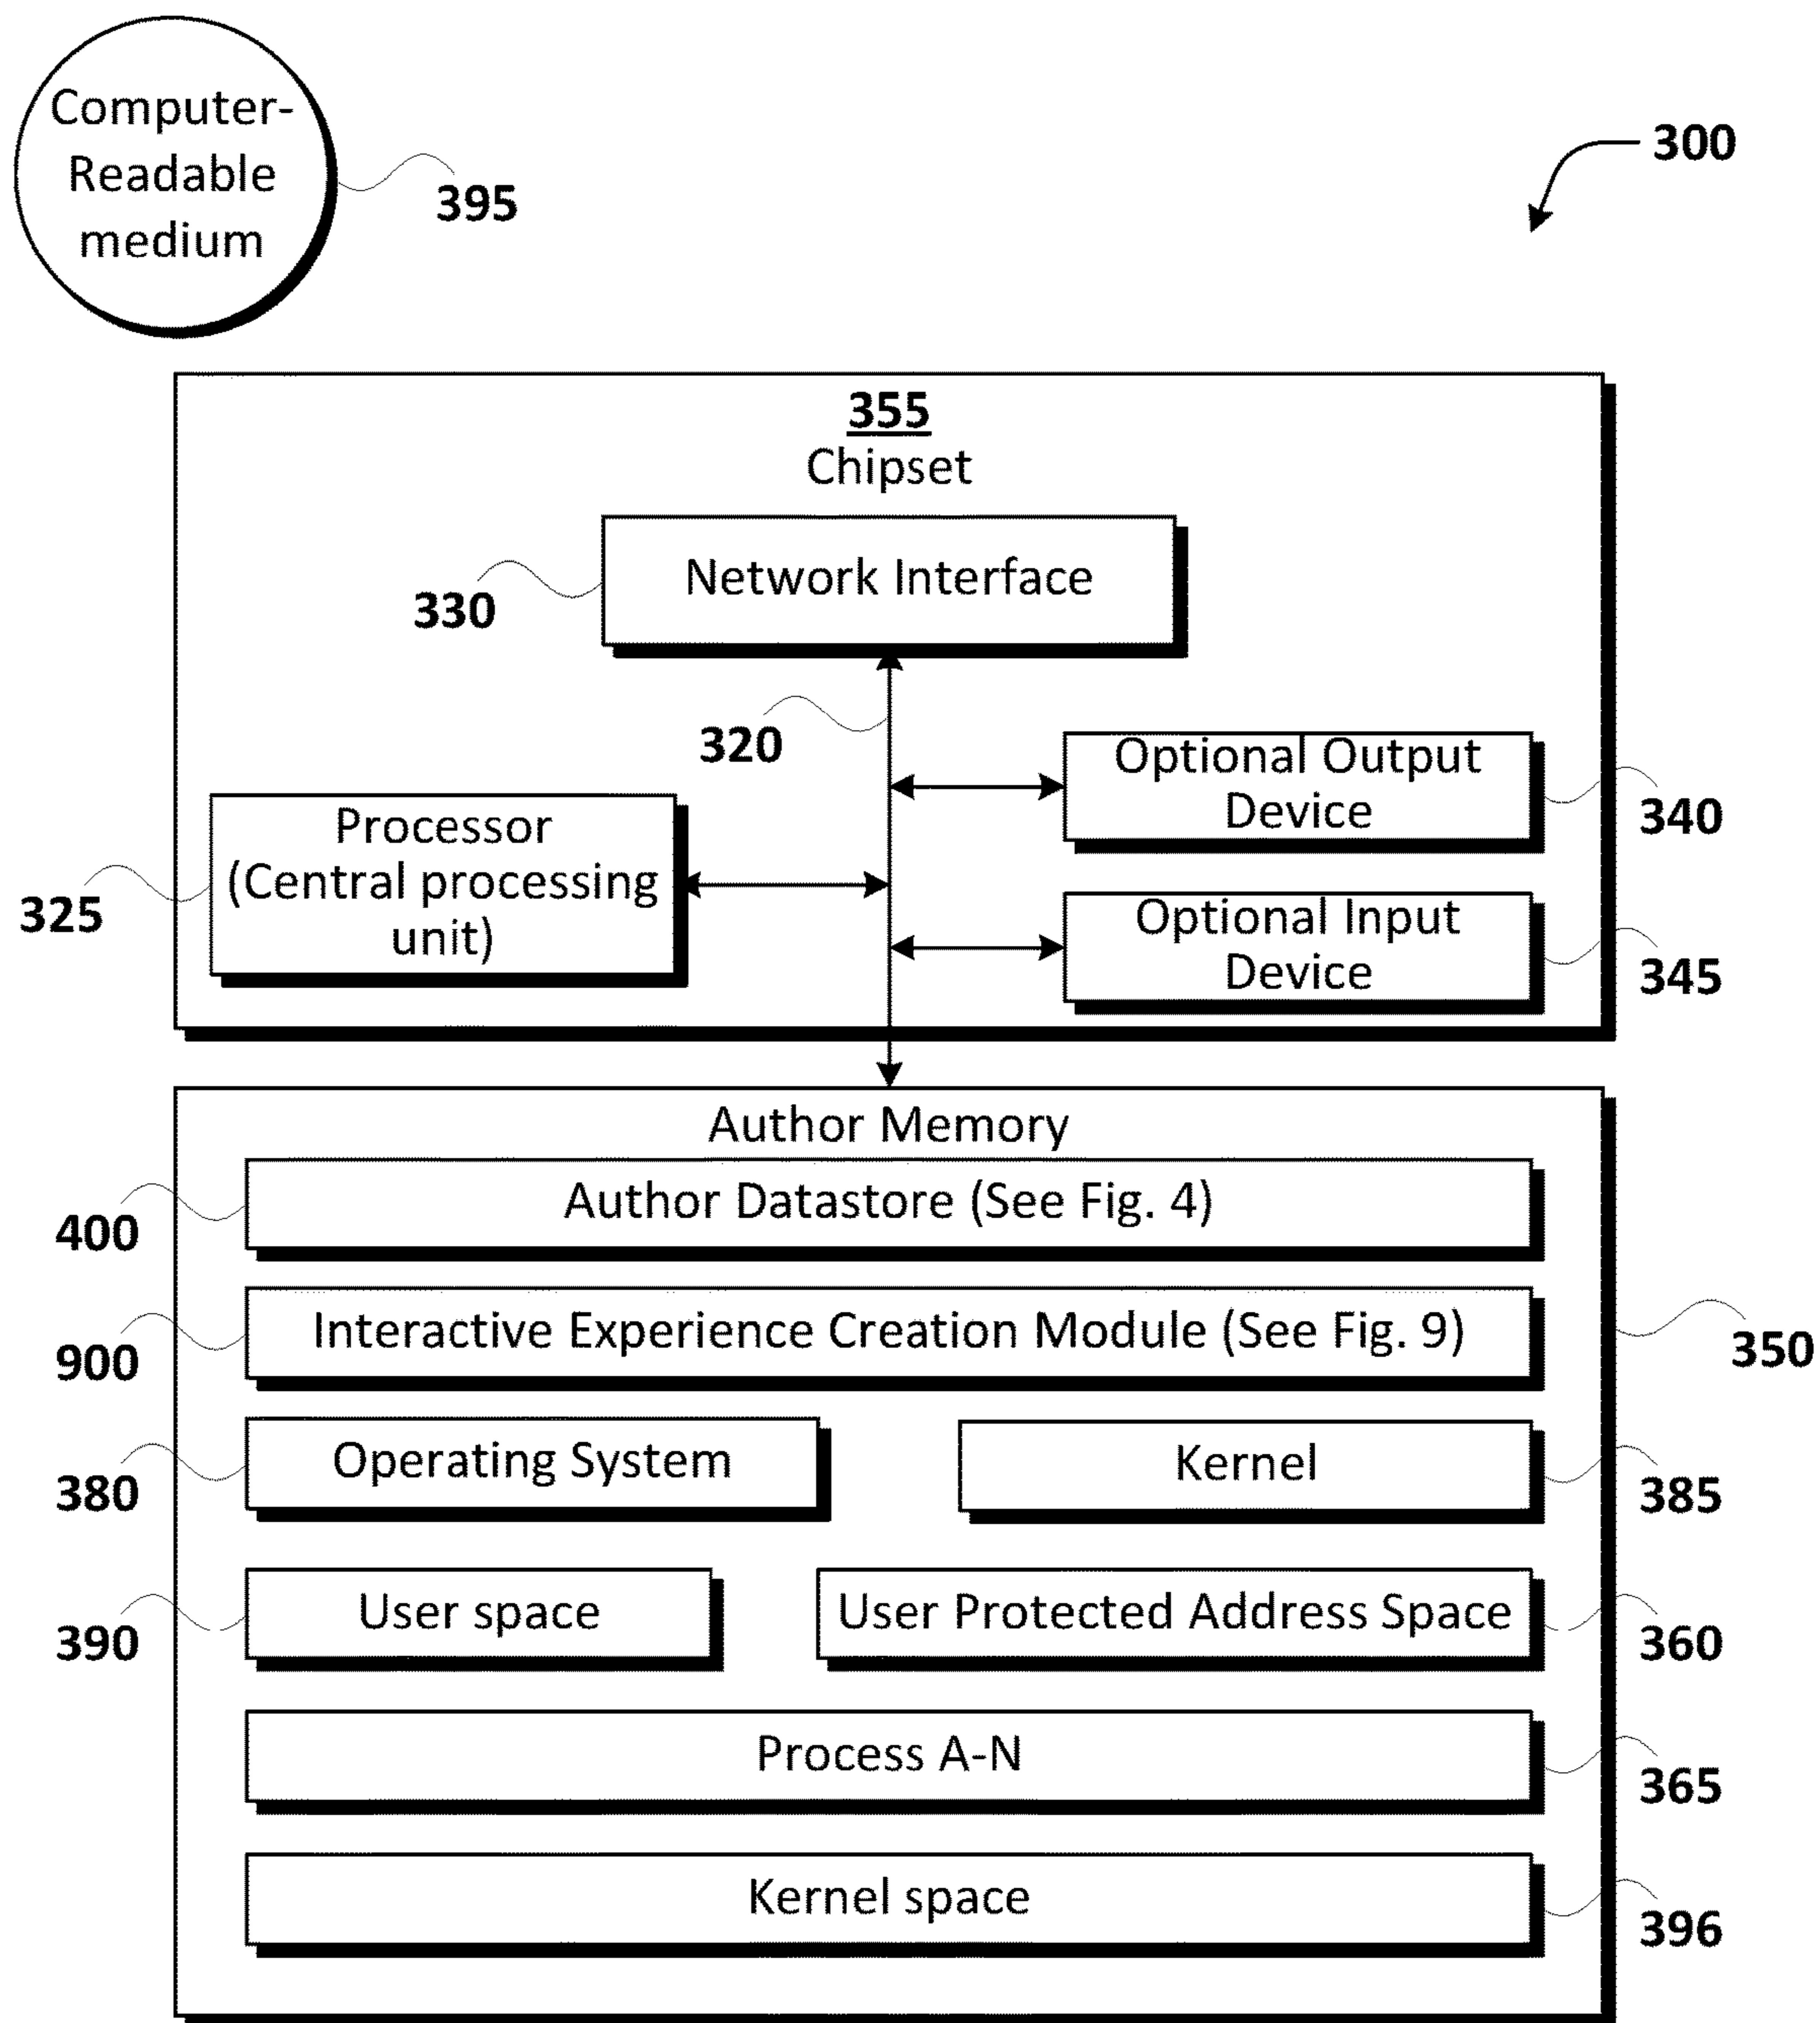 Computer-
Readable
medium
395
300
355
Chipset
Network Interface
330
320
Optional Output
Device
340
Processor
(Central processing
unit)
325
Optional Input
Device
345
Author Memory
Author Datastore (See Fig. 4)
400
Interactive Experience Creation Module (See Fig. 9)
900
350
Operating System
380
Kernel
385
User space
390
User Protected Address Space
360
Process A-N
365
Kernel space
396